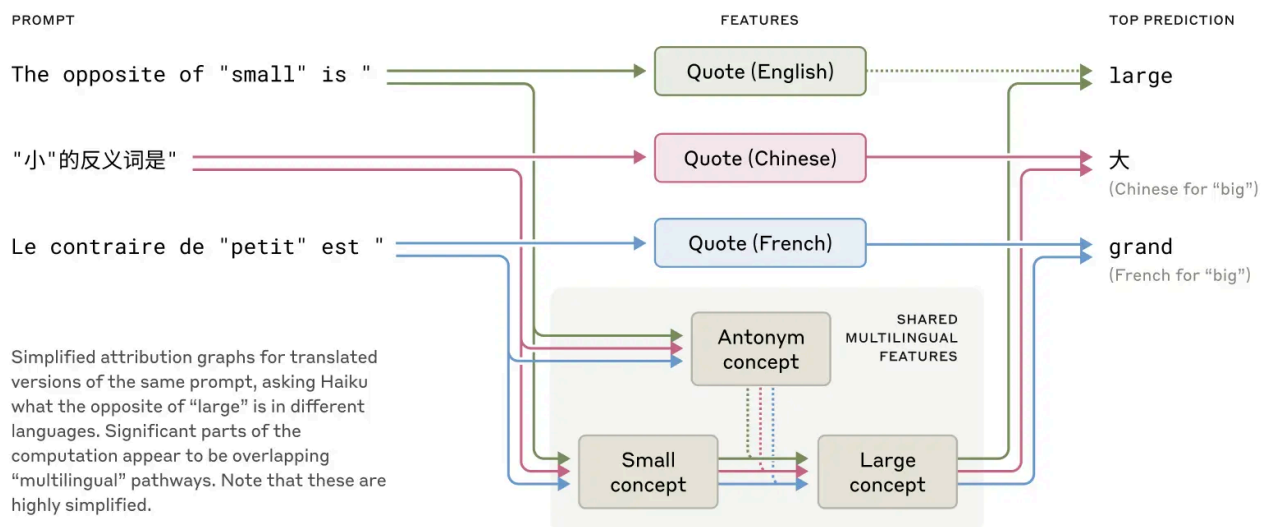 PROMPT
FEATURES
TOP PREDICTION
The opposite of "small" is "
Quote (English)
large
"小"的反义词是"
Quote (Chinese)
大
(Chinese for “big”)
Le contraire de "petit" est "
Quote (French)
grand
(French for “big”)
SHARED
MULTILINGUAL
FEATURES
Antonym
concept
Small
concept
Large
concept
Simplified attribution graphs for translated
versions of the same prompt, asking Haiku
what the opposite of “large” is in different
languages. Significant parts of the
computation appear to be overlapping
“multilingual” pathways. Note that these are
highly simplified.